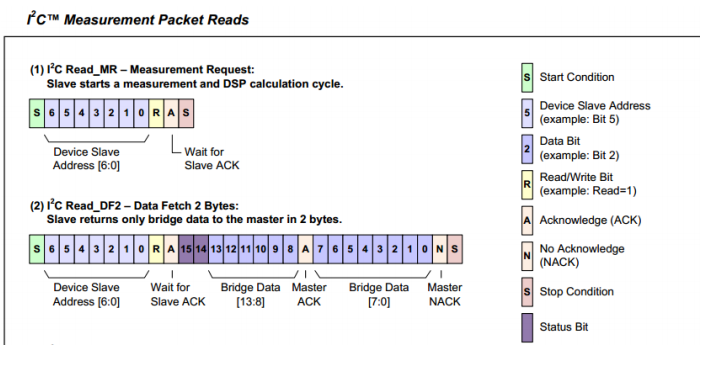 I²C™ Measurement Packet Reads
(1) I²C Read_MR – Measurement Request:
Slave starts a measurement and DSP calculation cycle.
S 6 5 4 3 2 1 0 R A S
Device Slave
Address [6:0]
Wait for
Slave ACK
(2) I²C Read_DF2 – Data Fetch 2 Bytes:
Slave returns only bridge data to the master in 2 bytes.
S 6 5 4 3 2 1 0 R A 15 14 13 12 11 10 9 8 A 7 6 5 4 3 2 1 0 N S
Device Slave
Address [6:0]
Wait for
Slave ACK
Bridge Data
[13:8]
Master
ACK
Bridge Data
[7:0]
Master
NACK
S Start Condition
5 Device Slave Address
(example: Bit 5)
2 Data Bit
(example: Bit 2)
R Read/Write Bit
(example: Read=1)
A Acknowledge (ACK)
N No Acknowledge
(NACK)
S Stop Condition
Status Bit